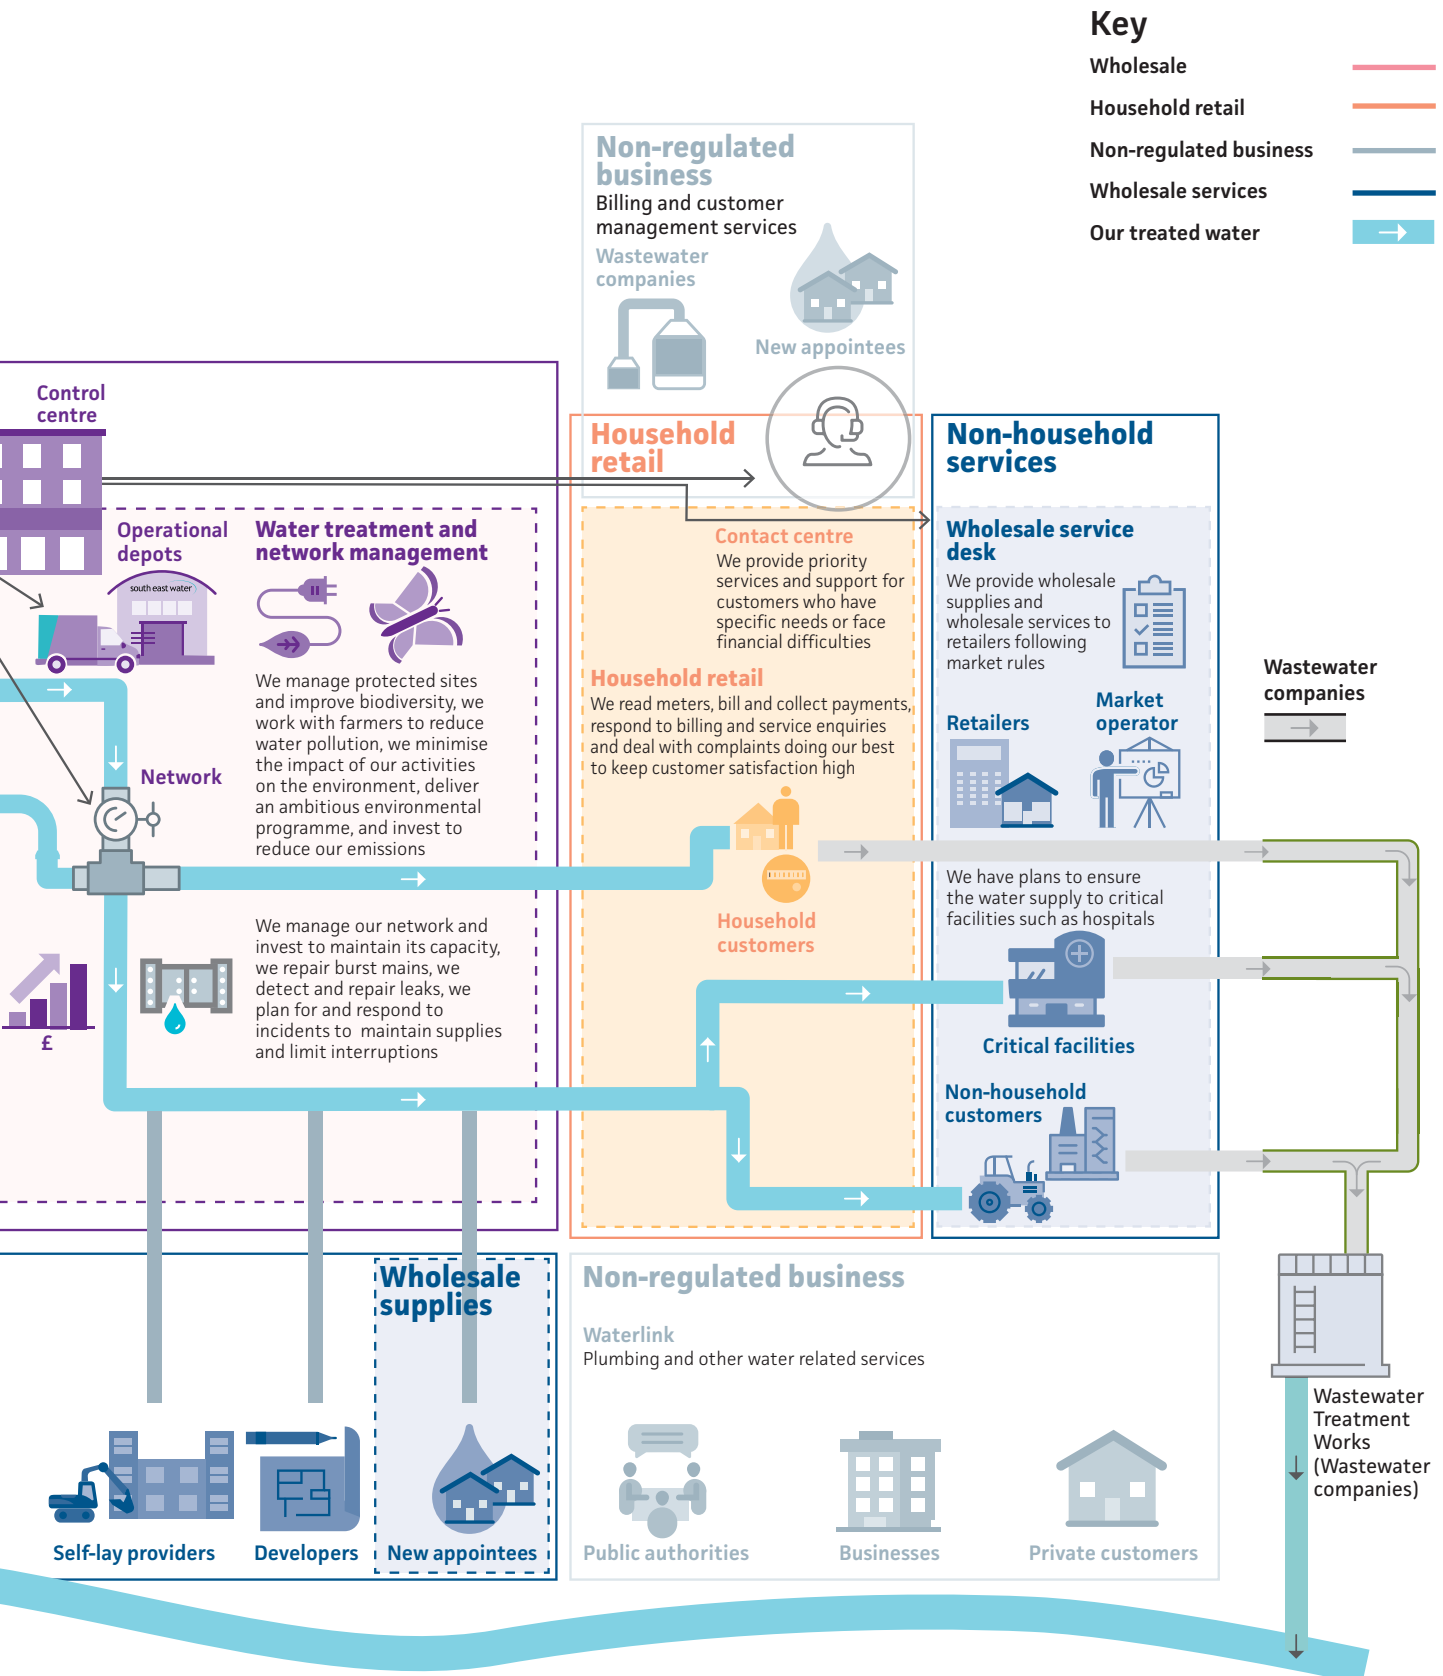 Key
Wholesale
Household retail
Non-regulated business
Wholesale services
Our treated water
Non-regulated
business
Billing and customer
management services
Wastewater
companies
New appointees
Control
centre
Operational
depots
south east water
Water treatment and
network management
We manage protected sites
and improve biodiversity, we
work with farmers to reduce
water pollution, we minimise
the impact of our activities
on the environment, deliver
an ambitious environmental
programme, and invest to
reduce our emissions
Network
We manage our network and
invest to maintain its capacity,
we repair burst mains, we
detect and repair leaks, we
plan for and respond to
incidents to  maintain supplies
and limit interruptions
£
Household
retail
Contact centre
We provide priority
services and support for
customers who have
specific needs or face
financial difficulties
Household retail
We read meters, bill and collect payments,
respond to billing and service enquiries
and deal with complaints doing our best
to keep customer satisfaction high
Household
customers
Non-household
services
Wholesale service
desk
We provide wholesale
supplies and
wholesale services to
retailers following
market rules
Retailers
Market
operator
We have plans to ensure
the water supply to critical
facilities such as hospitals
Critical facilities
Non-household
customers
Wastewater
companies
Wholesale
supplies
Self-lay providers
Developers
New appointees
Non-regulated business
Waterlink
Plumbing and other water related services
Public authorities
Businesses
Private customers
Wastewater
Treatment
Works
(Wastewater
companies)